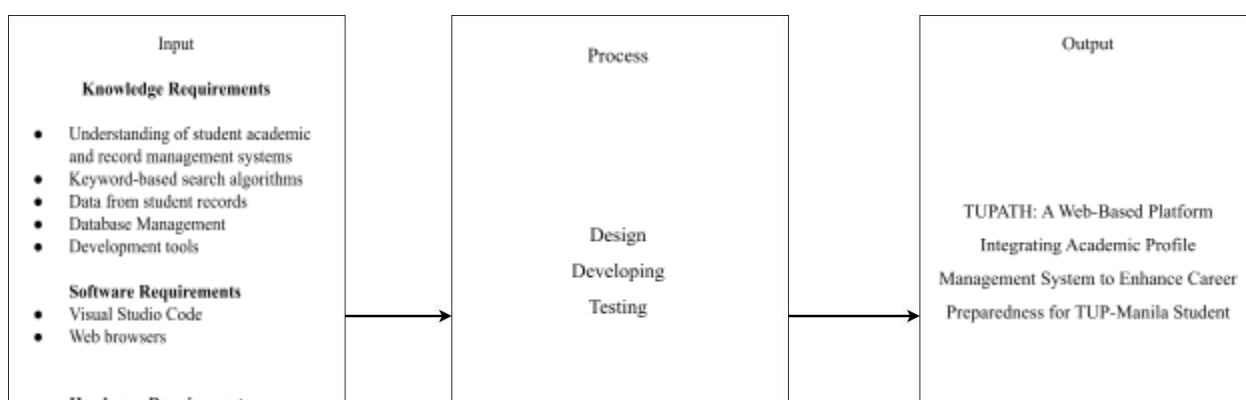 Input
Knowledge Requirements
● Understanding of student academic
and record management systems
● Keyword-based search algorithms
● Data from student records
● Database Management
● Development tools
Software Requirements
● Visual Studio Code
● Web browsers
Process
Design
Developing
Testing
Output
TUPATH: A Web-Based Platform
Integrating Academic Profile
Management System to Enhance Career
Preparedness for TUP-Manila Student